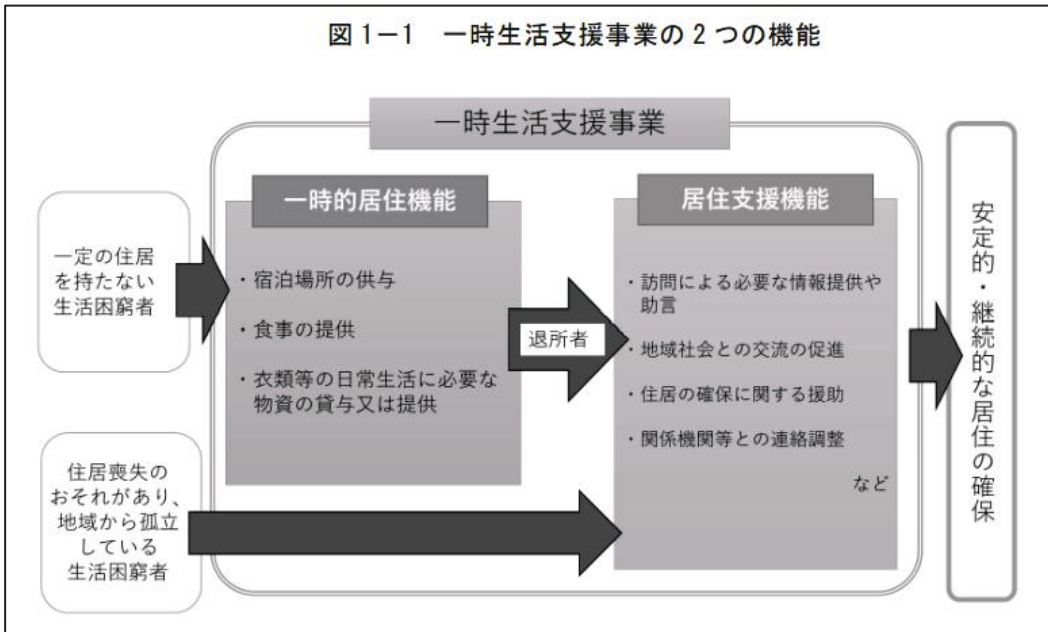 図1－1　一時生活支援事業の2つの機能
一時生活支援事業
一定の住居
を持たない
生活困窮者
住居喪失の
おそれがあり、
地域から孤立
している
生活困窮者
一時的居住機能
・宿泊場所の供与
・食事の提供
・衣類等の日常生活に必要な
物資の貸与又は提供
退所者
居住支援機能
・訪問による必要な情報提供や
助言
・地域社会との交流の促進
・住居の確保に関する援助
・関係機関等との連絡調整
など
安定的・継続的な居住の確保